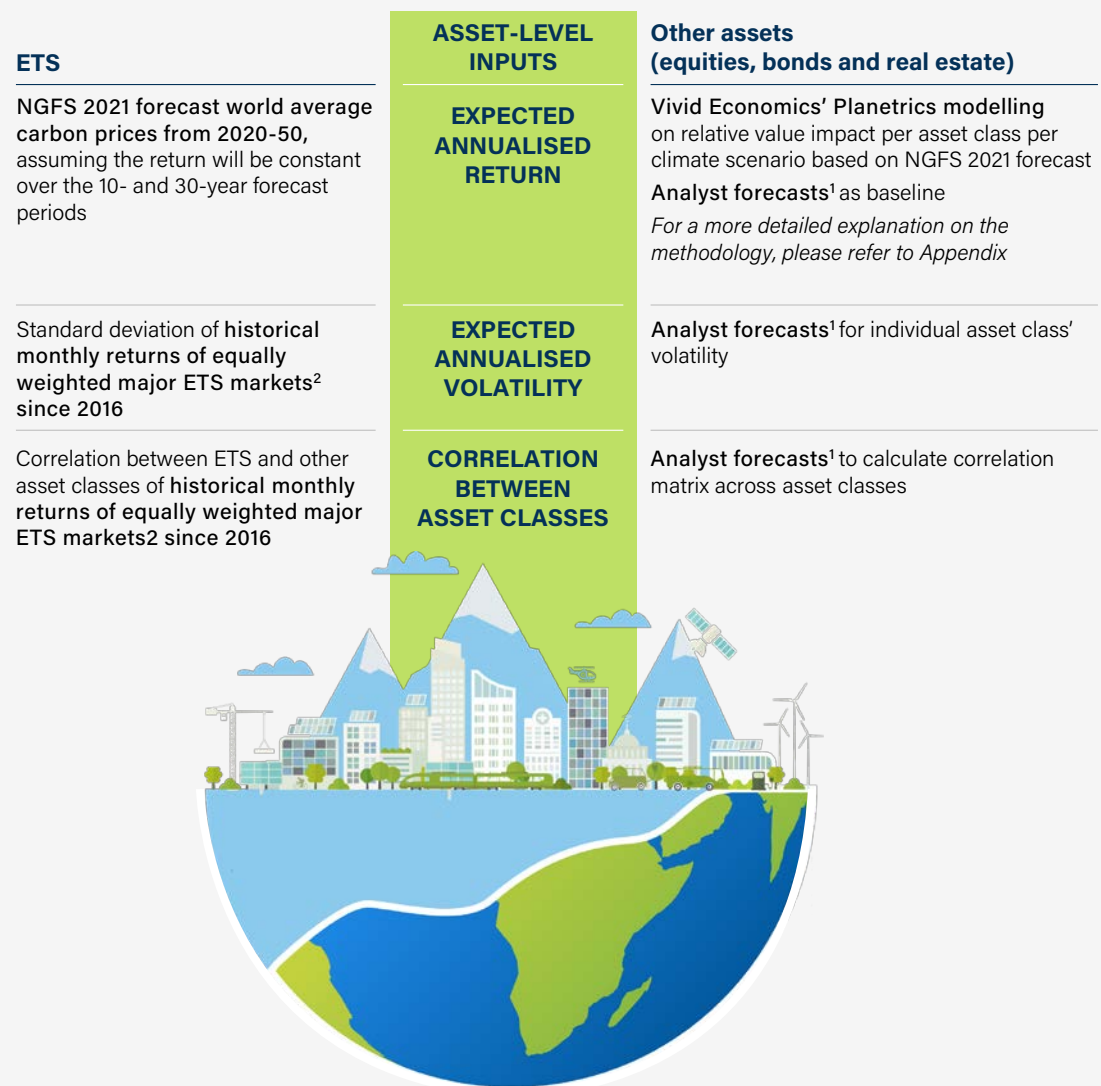 ETS
NGFS 2021 forecast world average
carbon prices from 2020-50,
assuming the return will be constant
over the 10- and 30-year forecast
periods
Standard deviation of historical
monthly returns of equally
weighted major ETS markets²
since 2016
Correlation between ETS and other
asset classes of historical monthly
returns of equally weighted major
ETS markets2 since 2016
ASSET-LEVEL
INPUTS
EXPECTED
ANNUALISED
RETURN
EXPECTED
ANNUALISED
VOLATILITY
CORRELATION
BETWEEN
ASSET CLASSES
Other assets
(equities, bonds and real estate)
Vivid Economics’ Planetrics modelling
on relative value impact per asset class per
climate scenario based on NGFS 2021 forecast
Analyst forecasts¹ as baseline
For a more detailed explanation on the
methodology, please refer to Appendix
Analyst forecasts¹ for individual asset class’
volatility
Analyst forecasts¹ to calculate correlation
matrix across asset classes